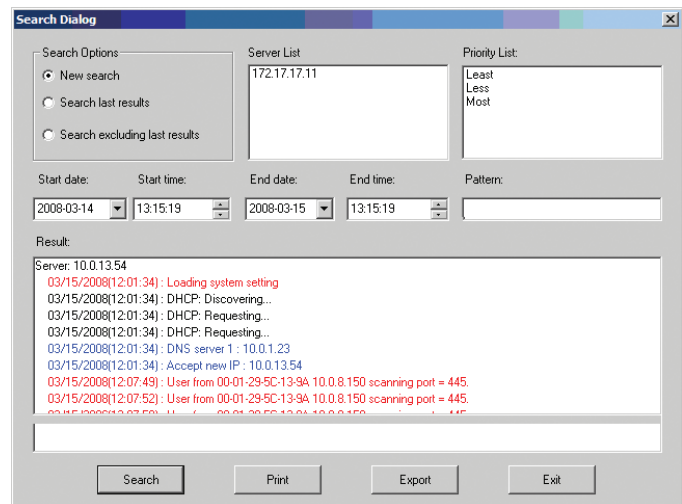 Search Dialog
Search Options
New search
Search last results
Search excluding last results
Server List
172.17.17.11
Priority List:
Least
Less
Most
Start date:
Start time:
End date:
End time:
Pattern:
2008-03-14
13:15:19
2008-03-15
13:15:19
Result:
Server: 10.0.13.54
03/15/2008(12:01:34) : Loading system setting
03/15/2008(12:01:34) : DHCP: Discovering...
03/15/2008(12:01:34) : DHCP: Requesting...
03/15/2008(12:01:34) : DHCP: Requesting...
03/15/2008(12:01:34) : DNS server 1 : 10.0.1.23
03/15/2008(12:01:34) : Accept new IP : 10.0.13.54
03/15/2008(12:07:49) : User from 00-01-29-5C-13-9A 10.0.8.150 scanning port = 445.
03/15/2008(12:07:52) : User from 00-01-29-5C-13-9A 10.0.8.150 scanning port = 445.
Search
Print
Export
Exit